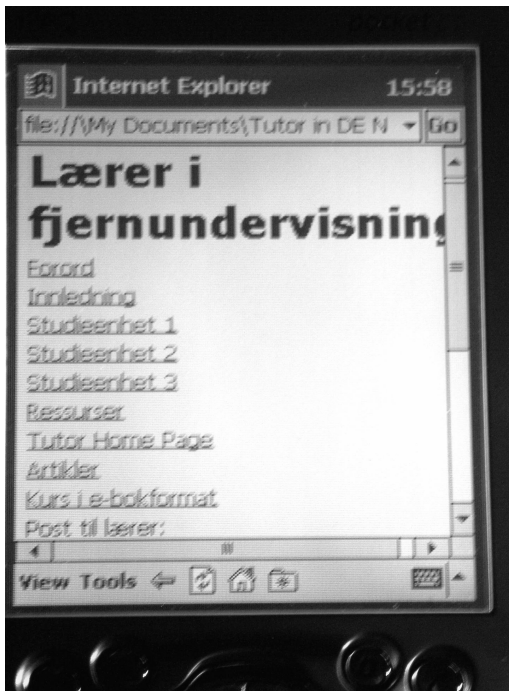 pocket
Internet Explorer 15:58
file://\My Documents\Tutor in DE N Go
Lærer i
fjernundervisning
Forord
Innledning
Studieenhet 1
Studieenhet 2
Studieenhet 3
Ressurser
Tutor Home Page
Artikler
Kurs i e-bokformat
Post til lærer:
View Tools